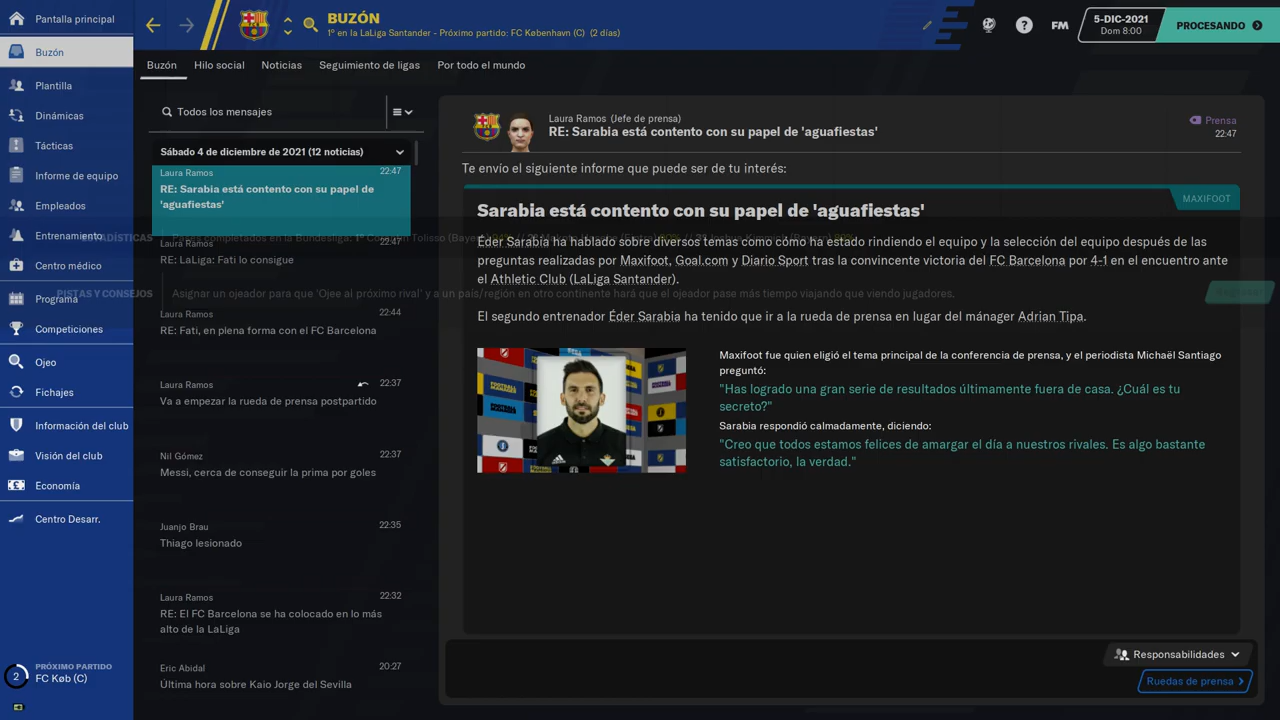 Pantalla principal
Buzón
Plantilla
Dinámicas
Tácticas
Informe de equipo
Empleados
Entrenamiento
Centro médico
Programa
Competiciones
Ojeo
Fichajes
Información del club
Visión del club
Economía
Centro Desarr.
2
PRÓXIMO PARTIDO
FC Køb (C)
BUZÓN
1º en la LaLiga Santander - Próximo partido: FC København (C) (2 días)
FM
5-DIC-2021
Dom 8:00
PROCESANDO
Buzón
Hilo social
Noticias
Seguimiento de ligas
Por todo el mundo
Todos los mensajes
Sábado 4 de diciembre de 2021 (12 noticias)
Laura Ramos 22:47
RE: Sarabia está contento con su papel de
'aguafiestas'
Laura Ramos 22:47
RE: LaLiga: Fati lo consigue
Laura Ramos 22:44
RE: Fati, en plena forma con el FC Barcelona
Laura Ramos 22:37
Va a empezar la rueda de prensa postpartido
Nil Gómez 22:37
Messi, cerca de conseguir la prima por goles
Juanjo Brau 22:35
Thiago lesionado
Laura Ramos 22:32
RE: El FC Barcelona se ha colocado en lo más
alto de la LaLiga
Eric Abidal 20:27
Última hora sobre Kaio Jorge del Sevilla
ESTADÍSTICAS
Pases completados en la Bundesliga: 1º
PISTAS Y CONSEJOS
Asignar un ojeador para que 'Ojee al próximo rival' y a un país/región en otro continente hará que el ojeador pase más tiempo viajando que viendo jugadores.
Laura Ramos (Jefe de prensa)
RE: Sarabia está contento con su papel de 'aguafiestas'
Prensa
22:47
Te envío el siguiente informe que puede ser de tu interés:
MAXIFOOT
Sarabia está contento con su papel de 'aguafiestas'
Éder Sarabia ha hablado sobre diversos temas como cómo ha estado rindiendo el equipo y la selección del equipo después de las
preguntas realizadas por Maxifoot, Goal.com y Diario Sport tras la convincente victoria del FC Barcelona por 4-1 en el encuentro ante
el Athletic Club (LaLiga Santander).
El segundo entrenador Éder Sarabia ha tenido que ir a la rueda de prensa en lugar del mánager Adrian Tipa.
Maxifoot fue quien eligió el tema principal de la conferencia de prensa, y el periodista Michaël Santiago
preguntó:
"Has logrado una gran serie de resultados últimamente fuera de casa. ¿Cuál es tu
secreto?"
Sarabia respondió calmadamente, diciendo:
"Creo que todos estamos felices de amargar el día a nuestros rivales. Es algo bastante
satisfactorio, la verdad."
Responsabilidades
Ruedas de prensa